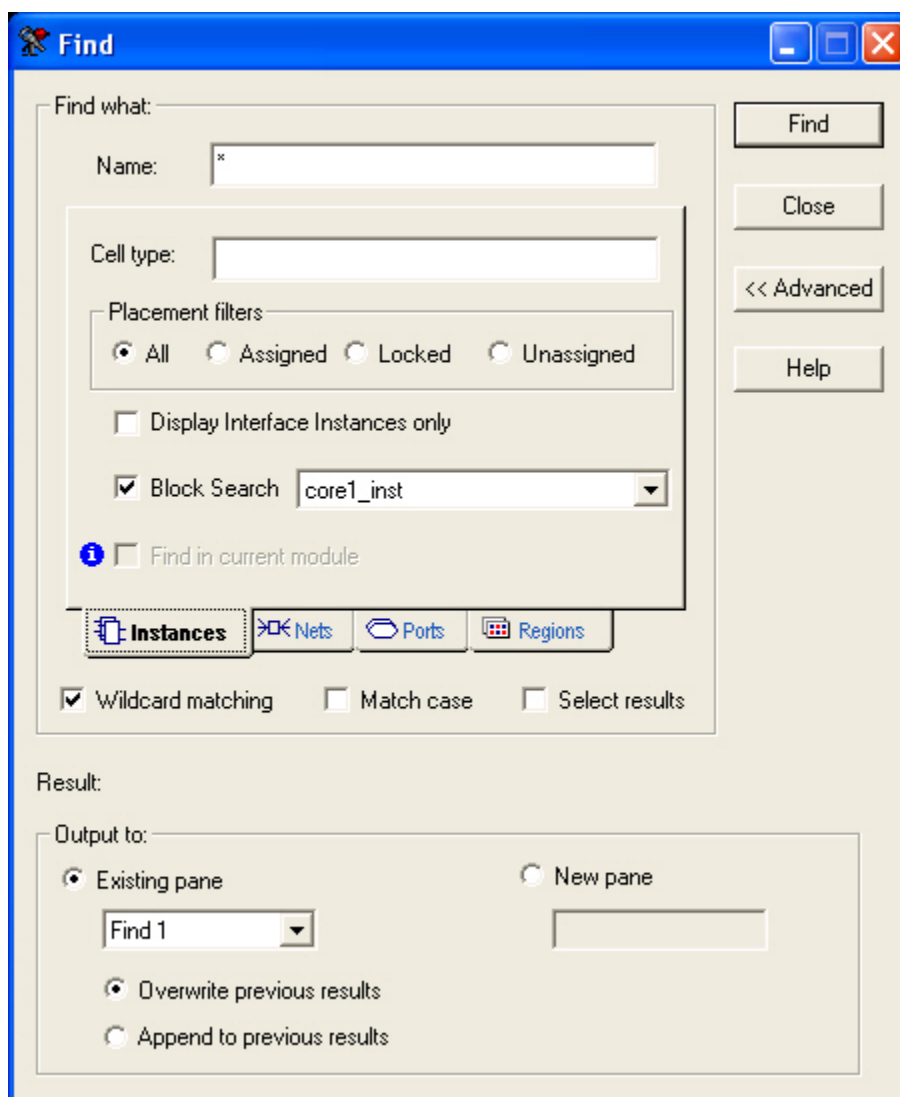 Find
Find what:
Find
Name: *
Close
Cell type:
<< Advanced
Placement filters
All Assigned Locked Unassigned
Help
Display Interface Instances only
Block Search core1_inst
Find in current module
Instances Nets Ports Regions
Wildcard matching Match case Select results
Result:
Output to:
Existing pane New pane
Find 1
Overwrite previous results
Append to previous results